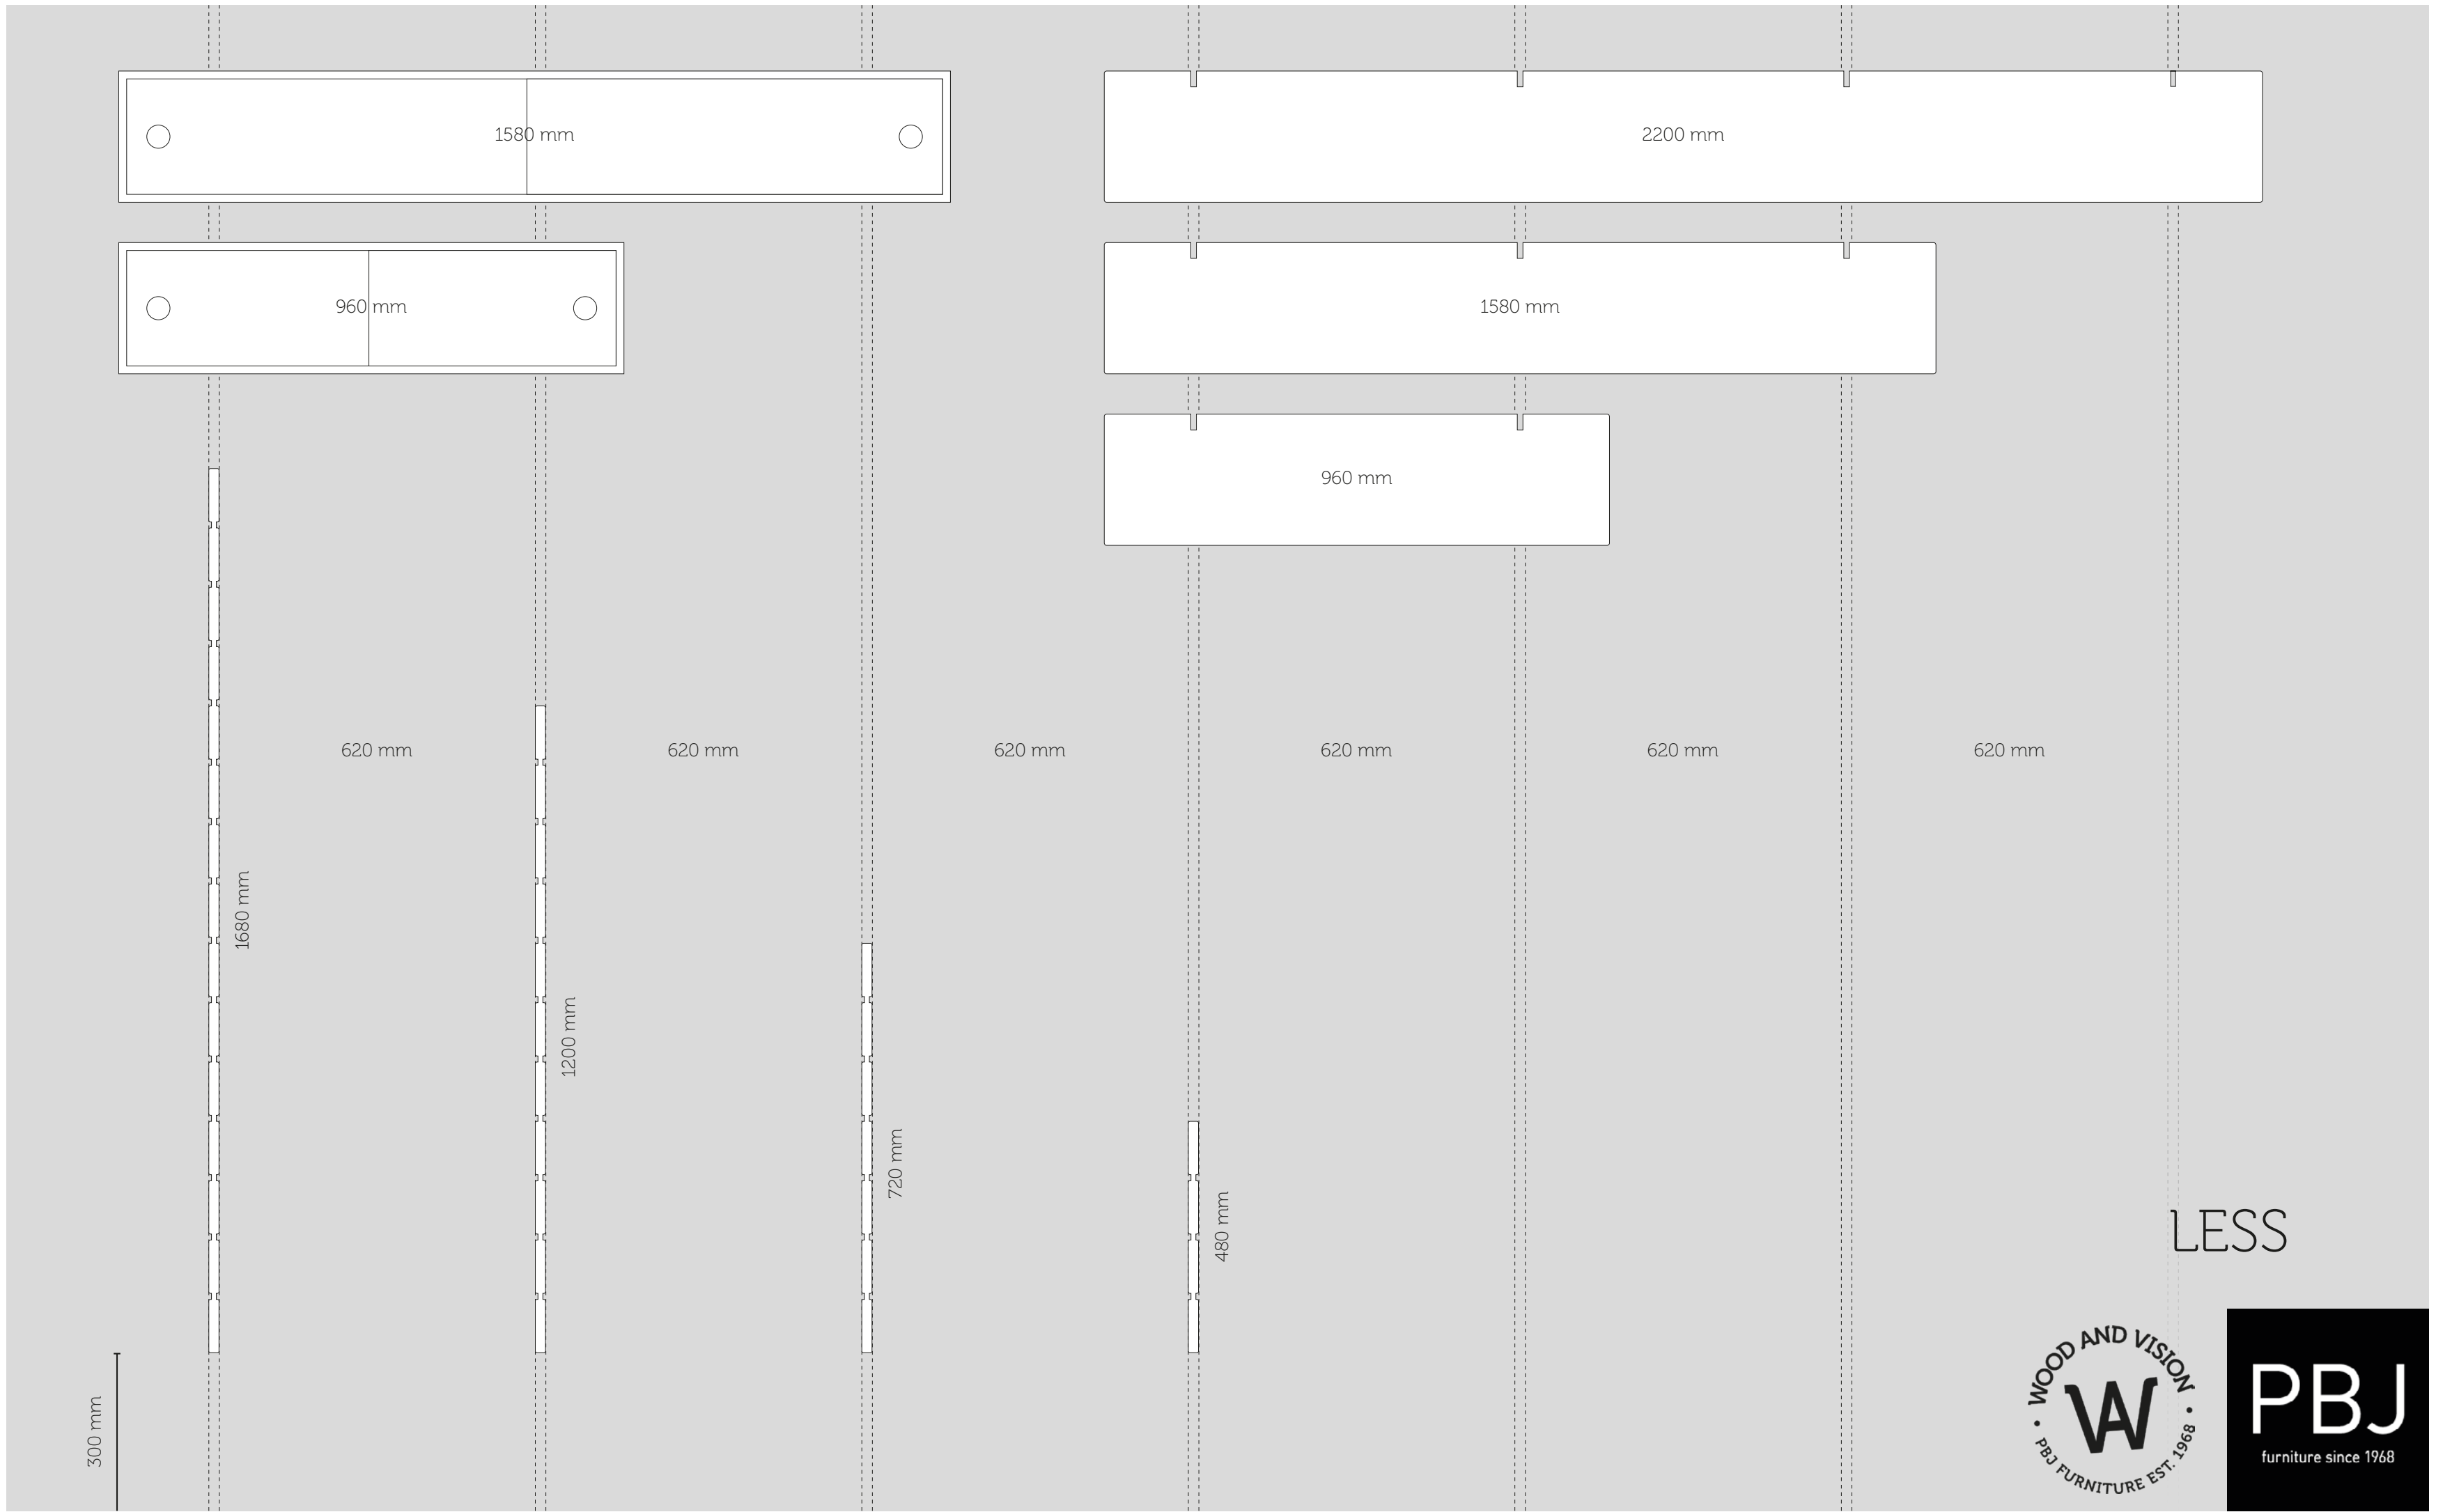 1580 mm
2200 mm
960 mm
1580 mm
960 mm
620 mm
620 mm
620 mm
620 mm
620 mm
620 mm
1680 mm
1200 mm
720 mm
480 mm
300 mm
LESS
WOOD AND VISION
W
• PBJ FURNITURE EST. 1968 •
PBJ
furniture since 1968